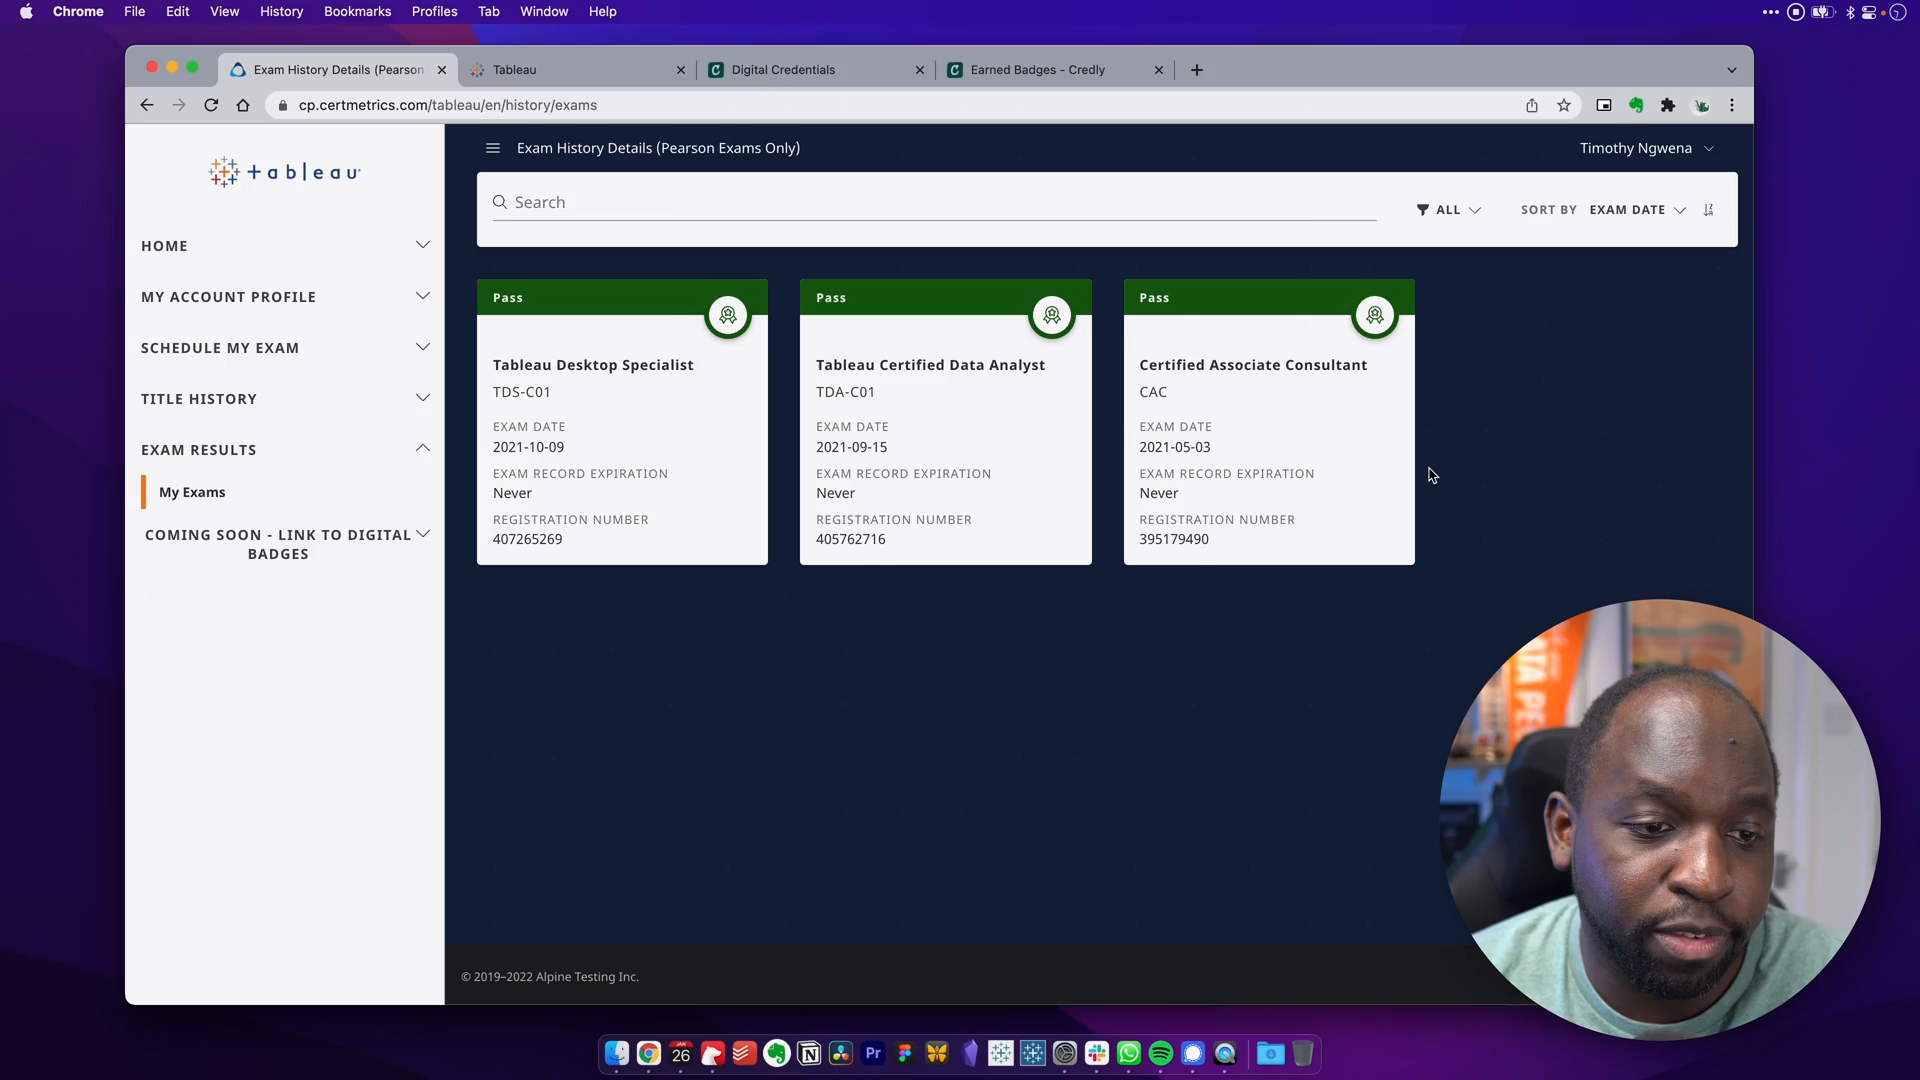 Chrome File Edit View History Bookmarks Profiles Tab Window Help
Exam History Details (Pearson
Tableau
Digital Credentials
Earned Badges - Credly
cp.certmetrics.com/tableau/en/history/exams
+ableau
HOME
MY ACCOUNT PROFILE
SCHEDULE MY EXAM
TITLE HISTORY
EXAM RESULTS
My Exams
COMING SOON - LINK TO DIGITAL
BADGES
Exam History Details (Pearson Exams Only)
Timothy Ngwena
Search
ALL
SORT BY EXAM DATE
Pass
Tableau Desktop Specialist
TDS-C01
EXAM DATE
2021-10-09
EXAM RECORD EXPIRATION
Never
REGISTRATION NUMBER
407265269
Pass
Tableau Certified Data Analyst
TDA-C01
EXAM DATE
2021-09-15
EXAM RECORD EXPIRATION
Never
REGISTRATION NUMBER
405762716
Pass
Certified Associate Consultant
CAC
EXAM DATE
2021-05-03
EXAM RECORD EXPIRATION
Never
REGISTRATION NUMBER
395179490
© 2019–2022 Alpine Testing Inc.
JAN
26
Pr